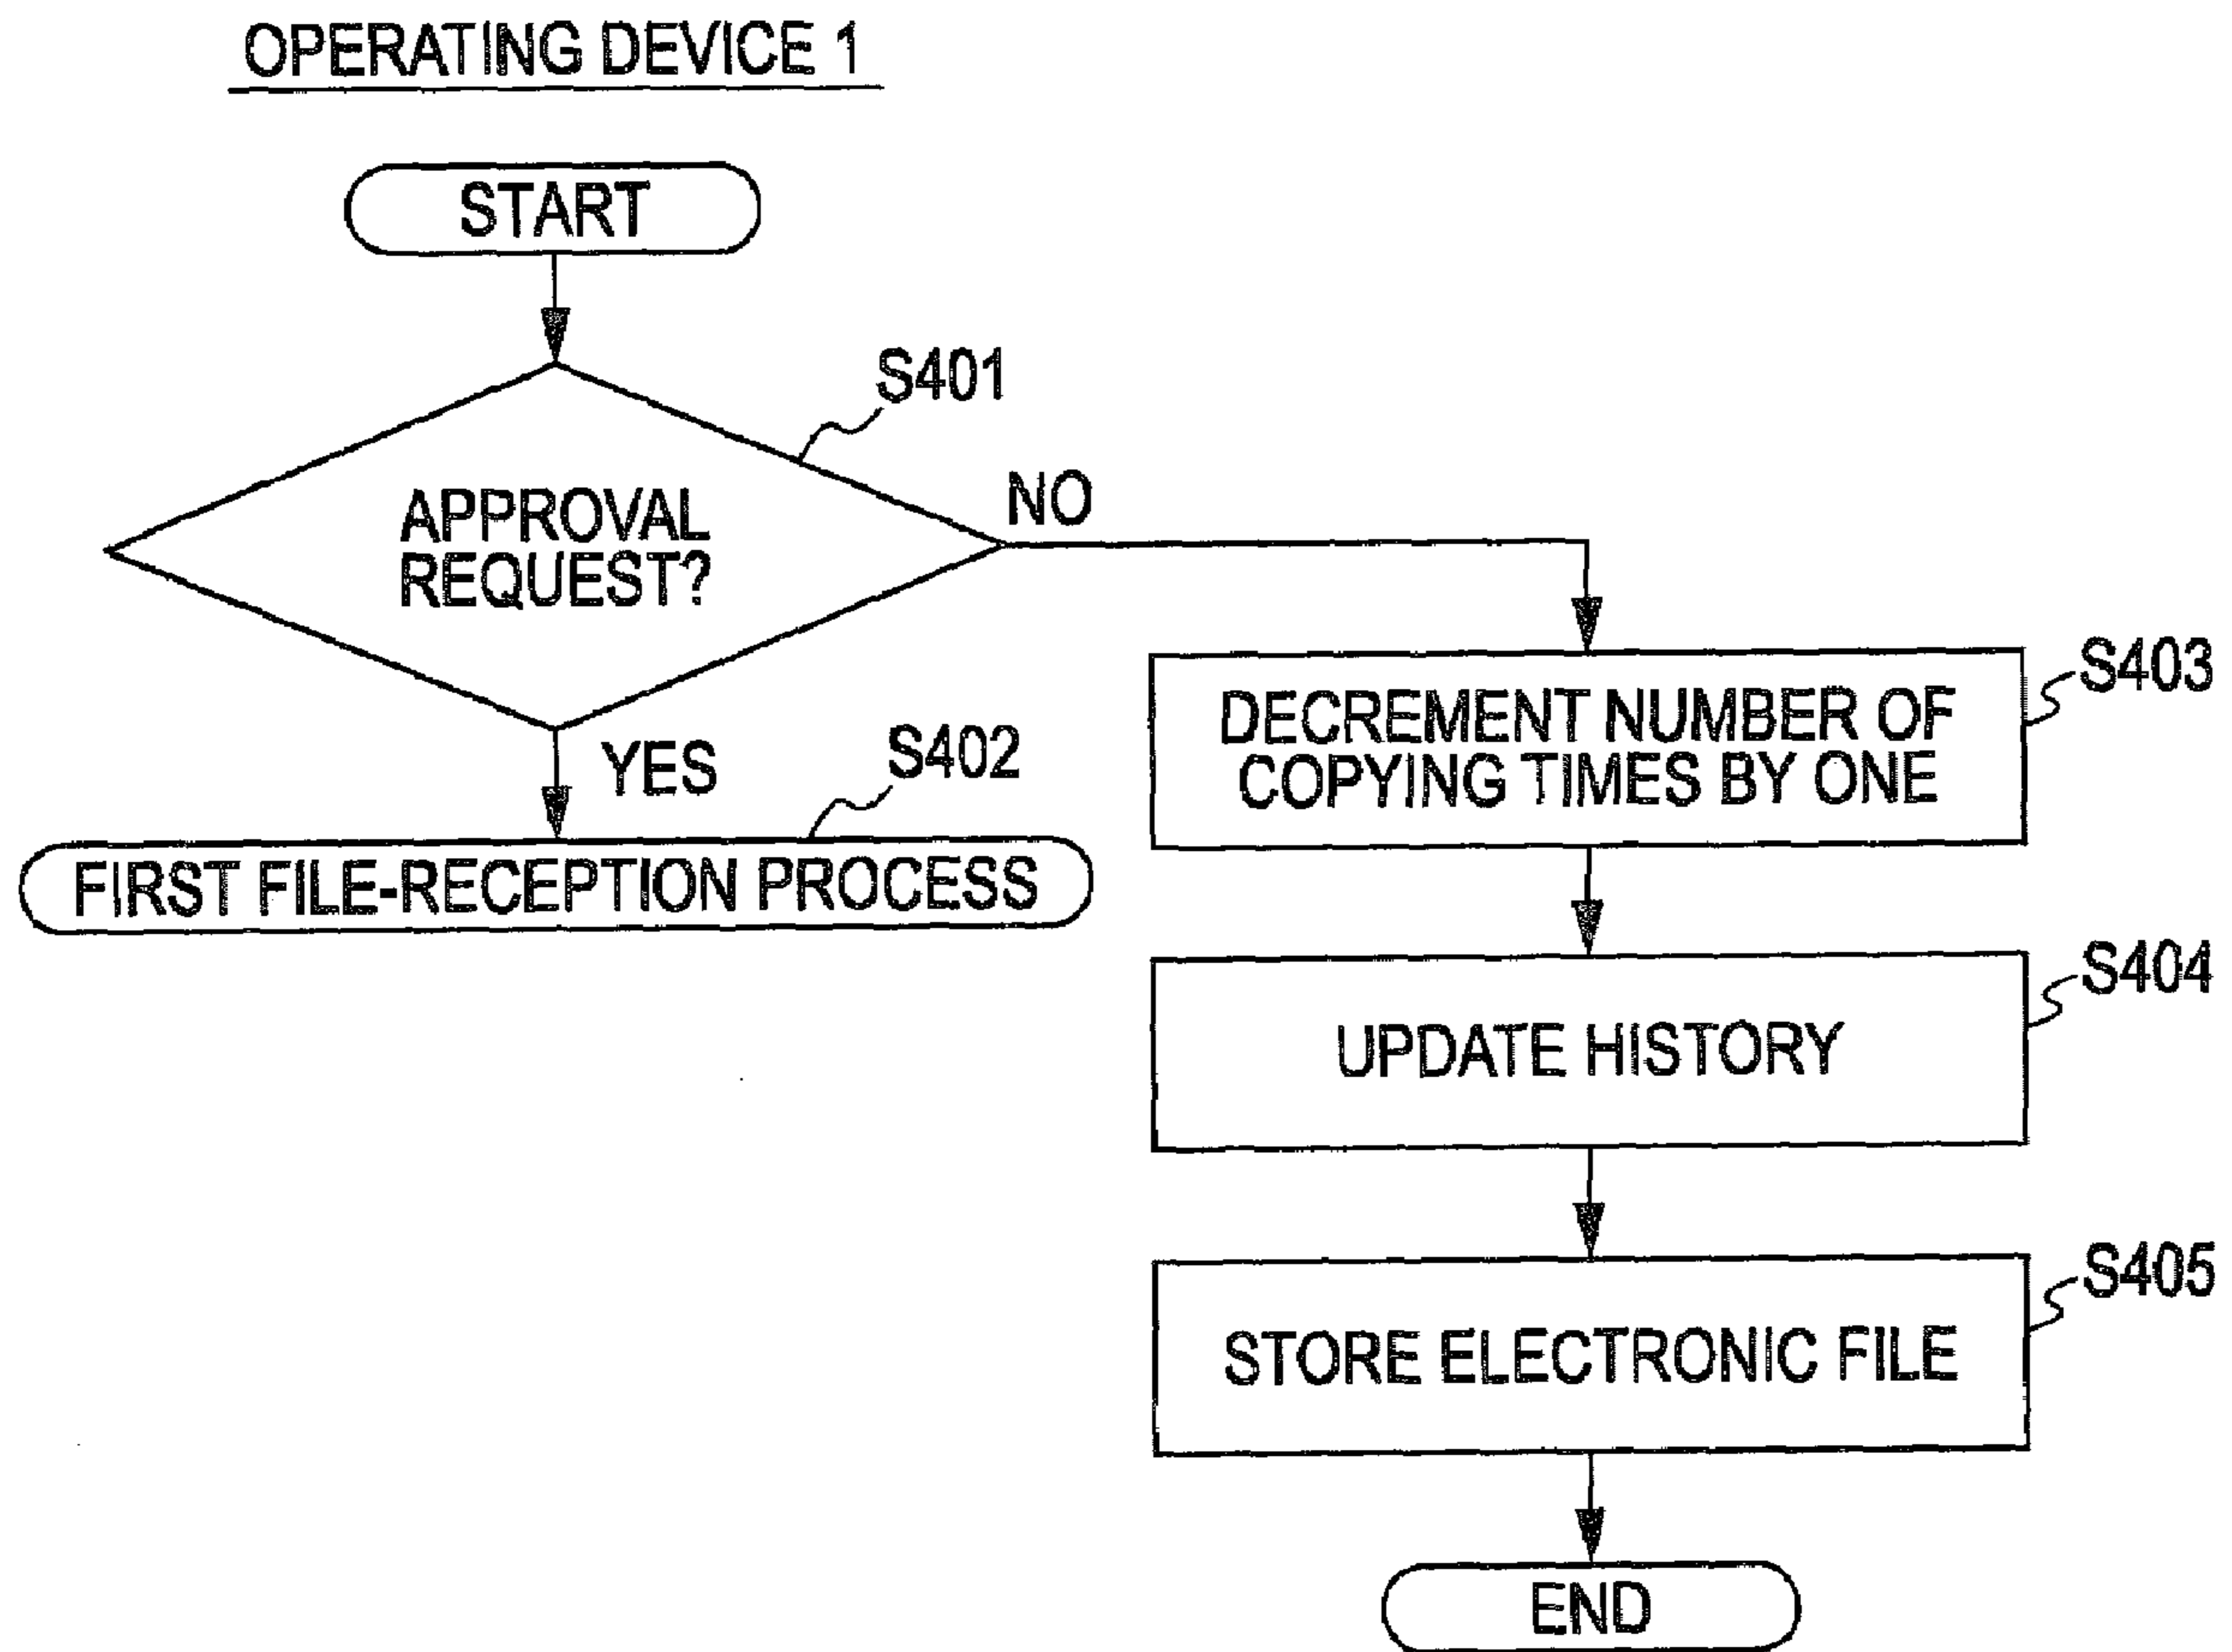 OPERATING DEVICE 1
START
S401
APPROVAL
REQUEST?
NO
YES
S402
FIRST FILE-RECEPTION PROCESS
S403
DECREMENT NUMBER OF
COPYING TIMES BY ONE
S404
UPDATE HISTORY
S405
STORE ELECTRONIC FILE
END